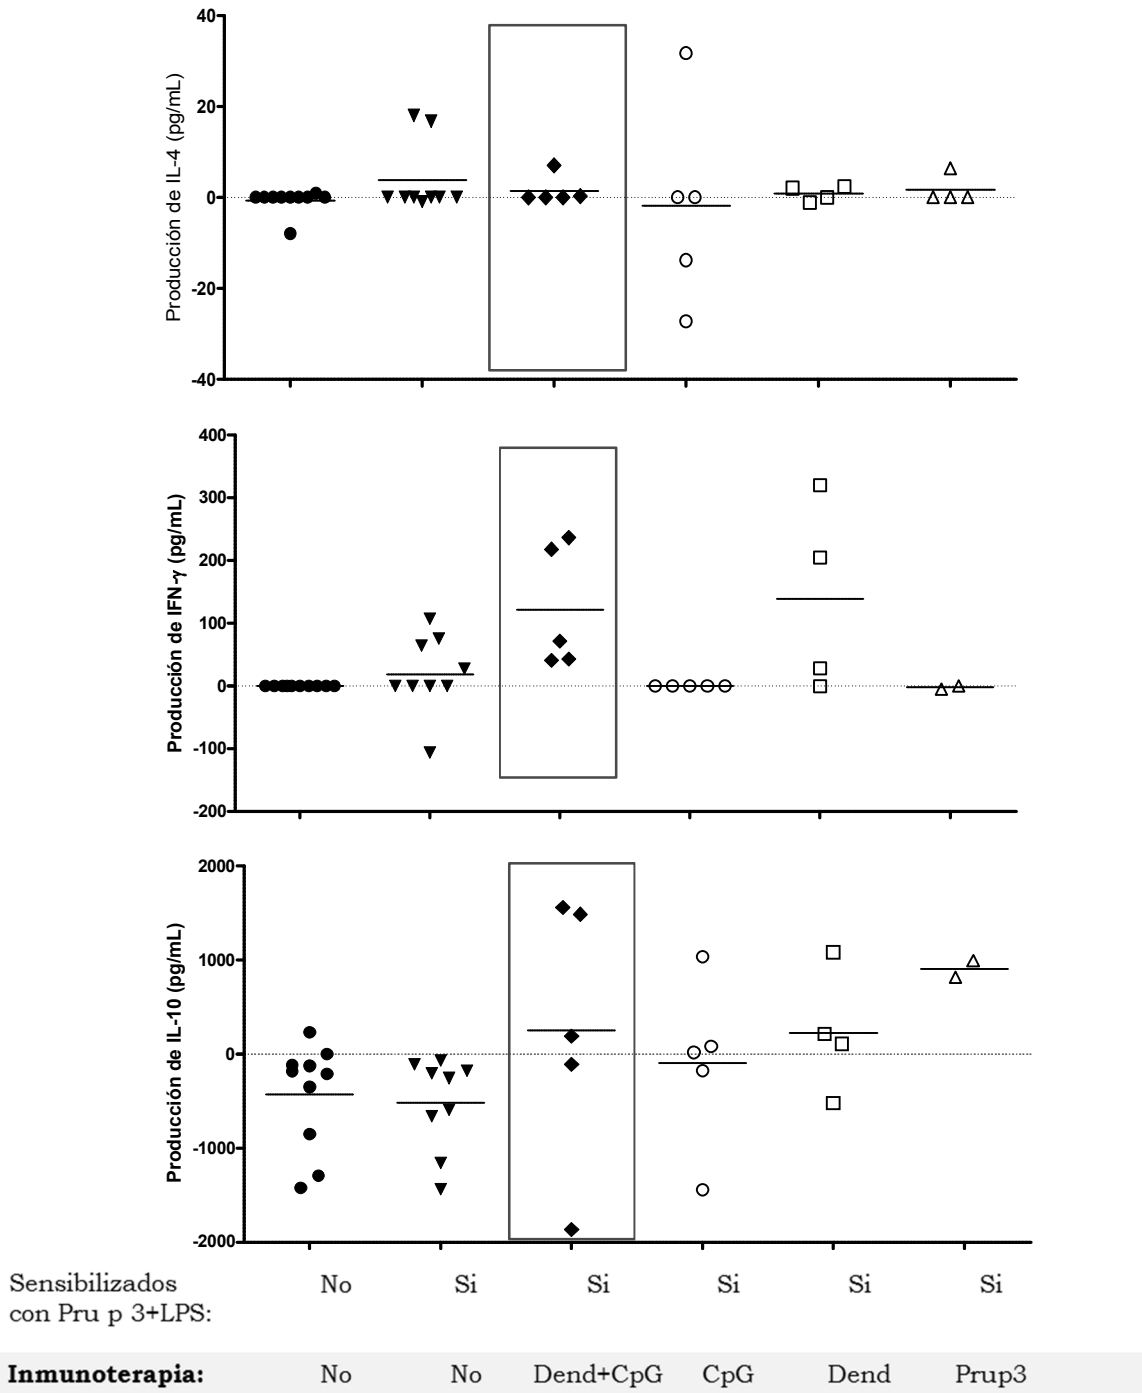 Producción de IL-4 (pg/mL)
40
20
0
-20
-40
Producción de IFN-γ (pg/mL)
400
300
200
100
0
-100
-200
Producción de IL-10 (pg/mL)
2000
1000
0
-1000
-2000
Sensibilizados
con Pru p 3+LPS:
No Si Si Si Si Si
Inmunoterapia: No No Dend+CpG CpG Dend Prup3